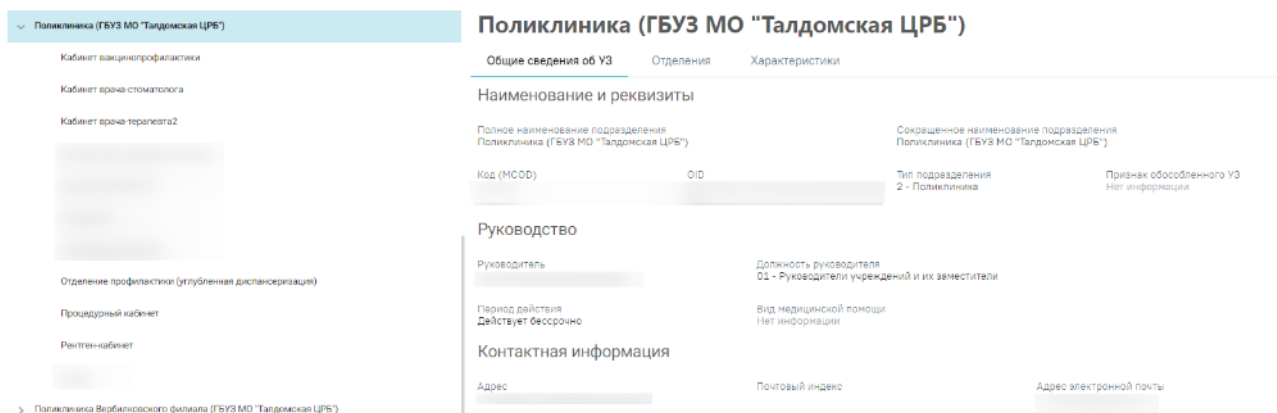 Поликлиника (ГБУЗ МО "Талдомская ЦРБ")
Кабинет вакцинопрофилактики
Кабинет врача-стоматолога
Кабинет врача-терапевта2
Отделение профилактики (углубленная диспансеризация)
Процедурный кабинет
Рентген-кабинет
Поликлиника Вербилковского филиала (ГБУЗ МО "Талдомская ЦРБ")
Поликлиника (ГБУЗ МО "Талдомская ЦРБ")
Общие сведения об УЗ Отделения Характеристики
Наименование и реквизиты
Полное наименование подразделения Сокращенное наименование подразделения
Поликлиника (ГБУЗ МО "Талдомская ЦРБ") Поликлиника (ГБУЗ МО "Талдомская ЦРБ")
Код (MCOD) OID Тип подразделения Признак обособленного УЗ
2 - Поликлиника Нет информации
Руководство
Руководитель Должность руководителя
01 - Руководители учреждений и их заместители
Период действия Вид медицинской помощи
Действует бессрочно Нет информации
Контактная информация
Адрес Почтовый индекс Адрес электронной почты